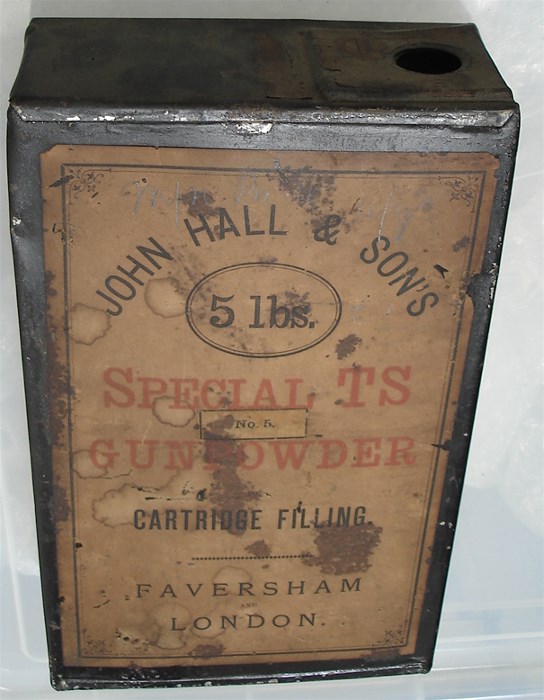 JOHN HALL & SON'S
5 lbs.
SPECIAL TS
No. 5.
GUNPOWDER
CARTRIDGE FILLING.
FAVERSHAM
AND
LONDON.